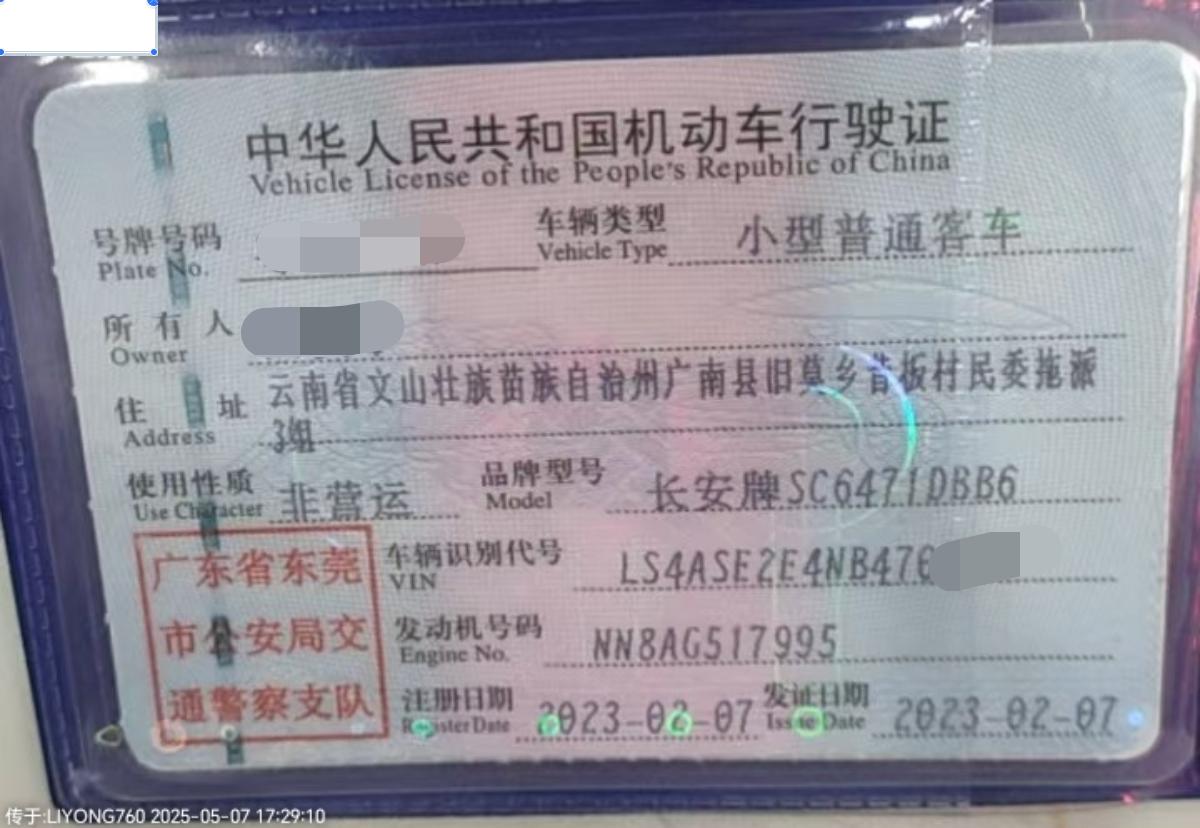 中华人民共和国机动车行驶证
Vehicle License of the People's Republic of China
号牌号码 车辆类型 小型普通客车
Plate No. Vehicle Type
所有人
Owner
住址 云南省文山壮族苗族自治州广南县旧莫乡昔板村民委拖派
Address 3组
使用性质 非营运 品牌型号 长安牌SC6471DBB6
Use Character Model
广东省东莞 车辆识别代号 LS4ASE2E4NB476
VIN
市公安局交 发动机号码 NN8AG517995
Engine No.
通警察支队 注册日期 2023-02-07 发证日期 2023-02-07
Register Date Issue Date
传于:LIYONG760 2025-05-07 17:29:10